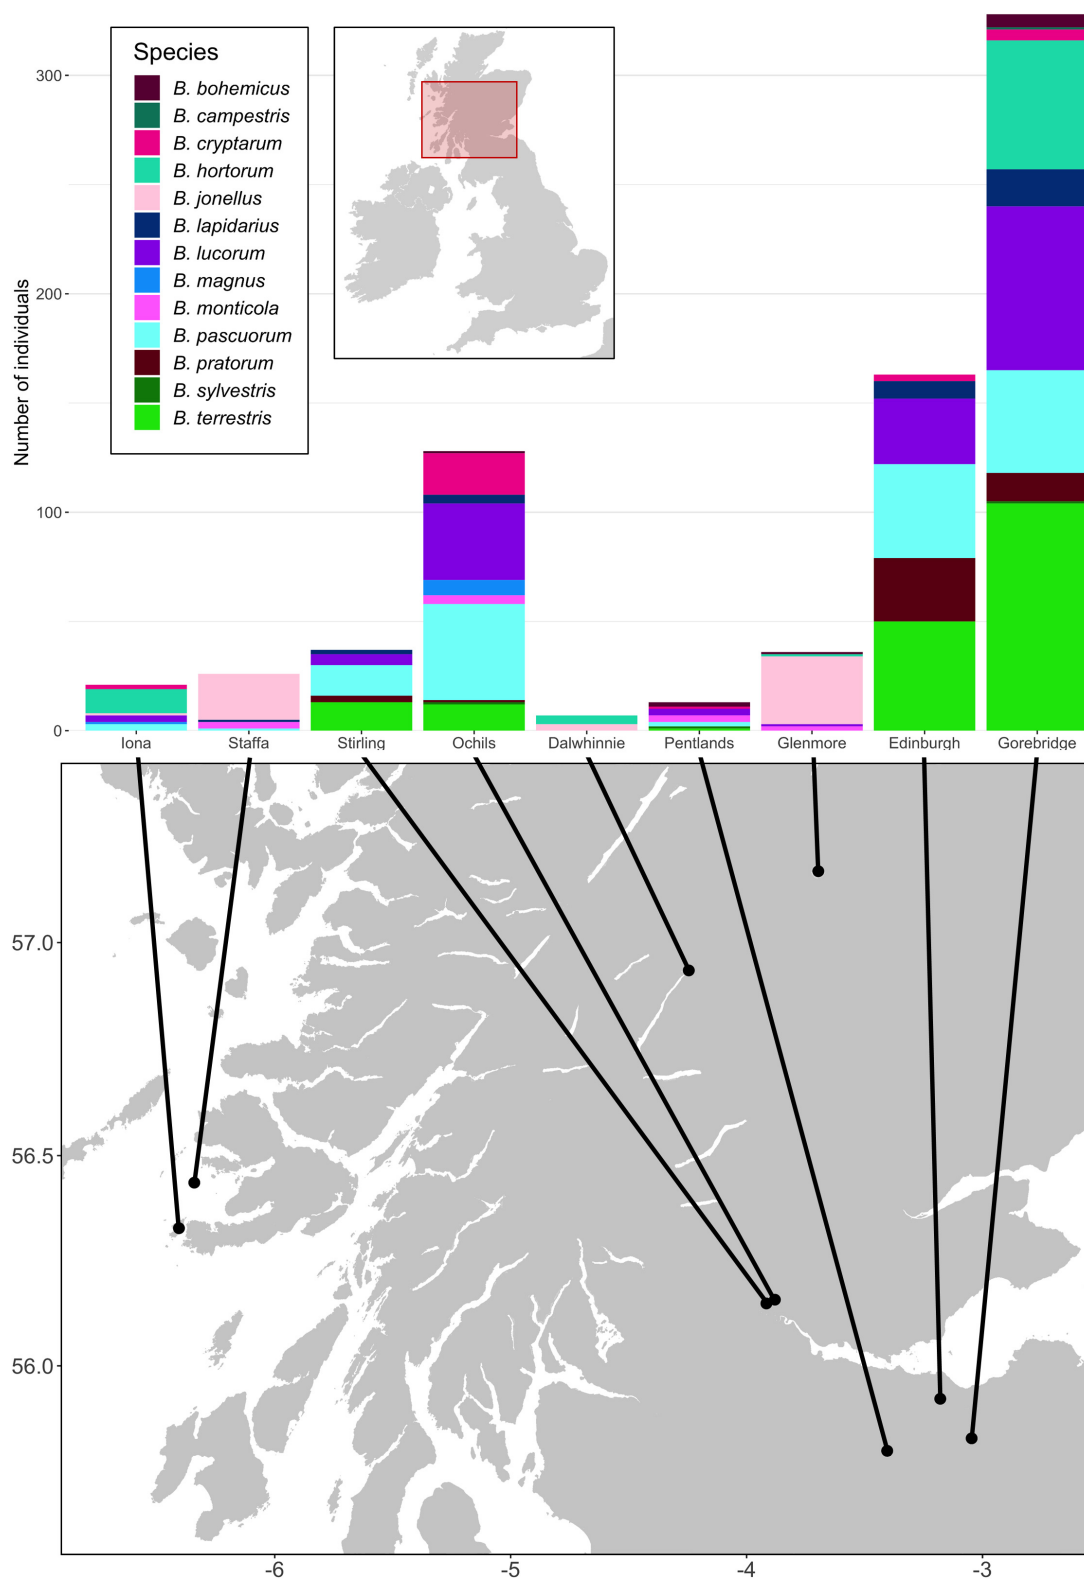 Species
B. bohemicus
B. campestris
B. cryptarum
B. hortorum
B. jonellus
B. lapidarius
B. lucorum
B. magnus
B. monticola
B. pascuorum
B. pratorum
B. sylvestris
B. terrestris
Number of individuals
300
200
100
0
Iona Staffa Stirling Ochils Dalwhinnie Pentlands Glenmore Edinburgh Gorebridge
57.0
56.5
56.0
-6 -5 -4 -3